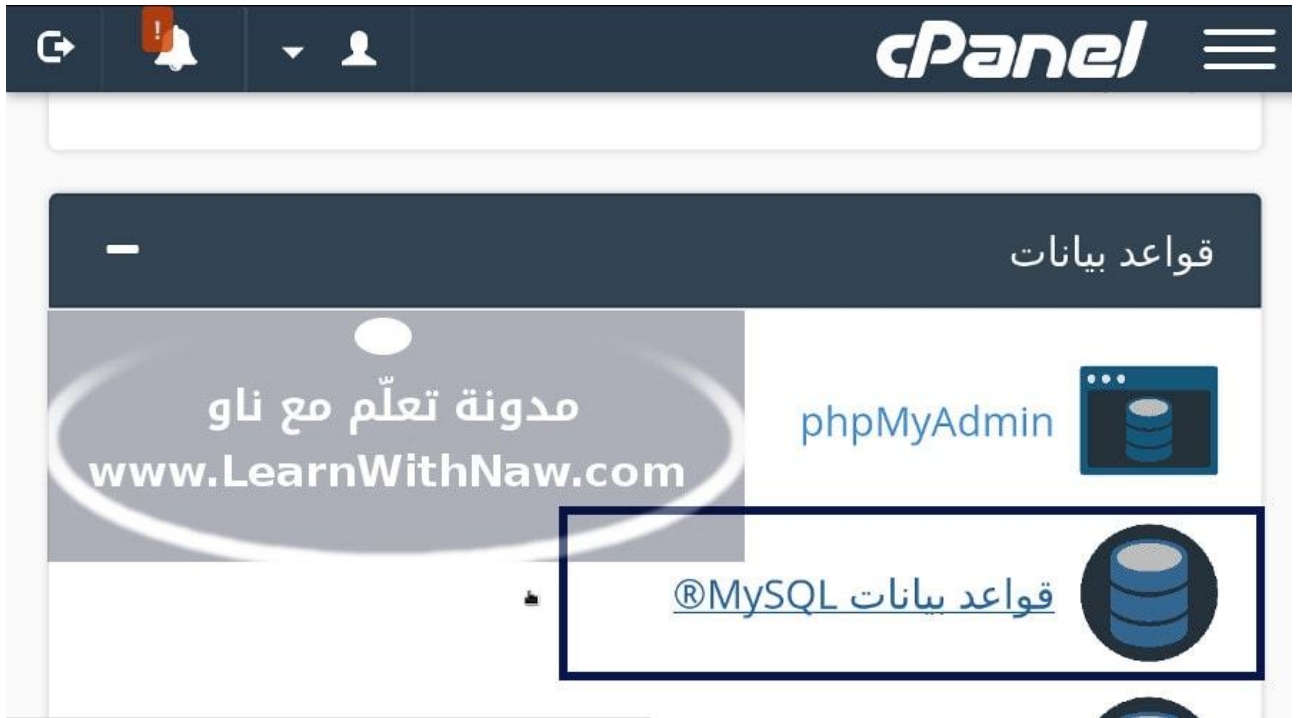 cPanel
!
قواعد بيانات
phpMyAdmin
مدونة تعلّم مع ناو
www.LearnWithNaw.com
قواعد بيانات MySQL®